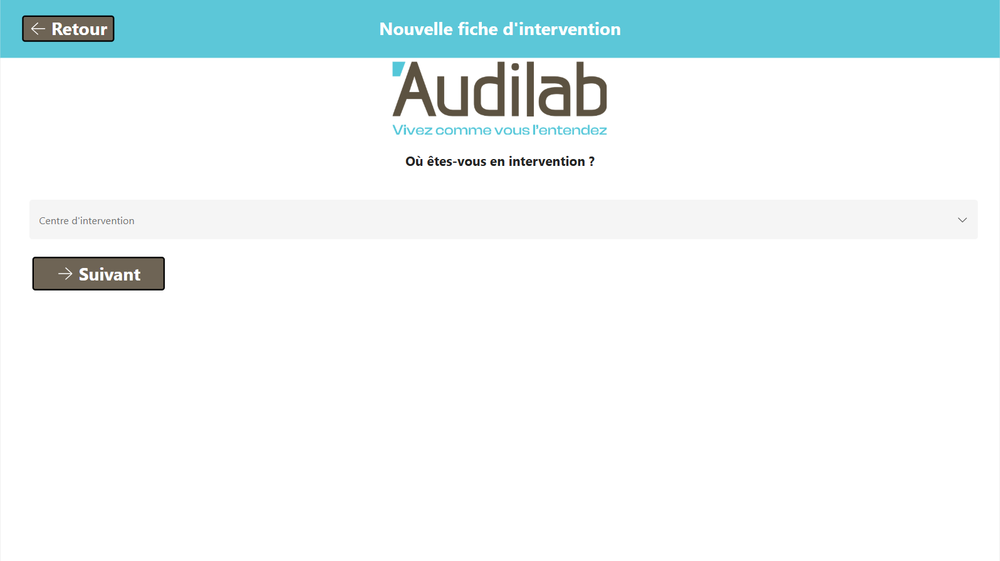 Retour
Nouvelle fiche d'intervention
Audilab
Vivez comme vous l'entendez
Où êtes-vous en intervention ?
Centre d'intervention
Suivant